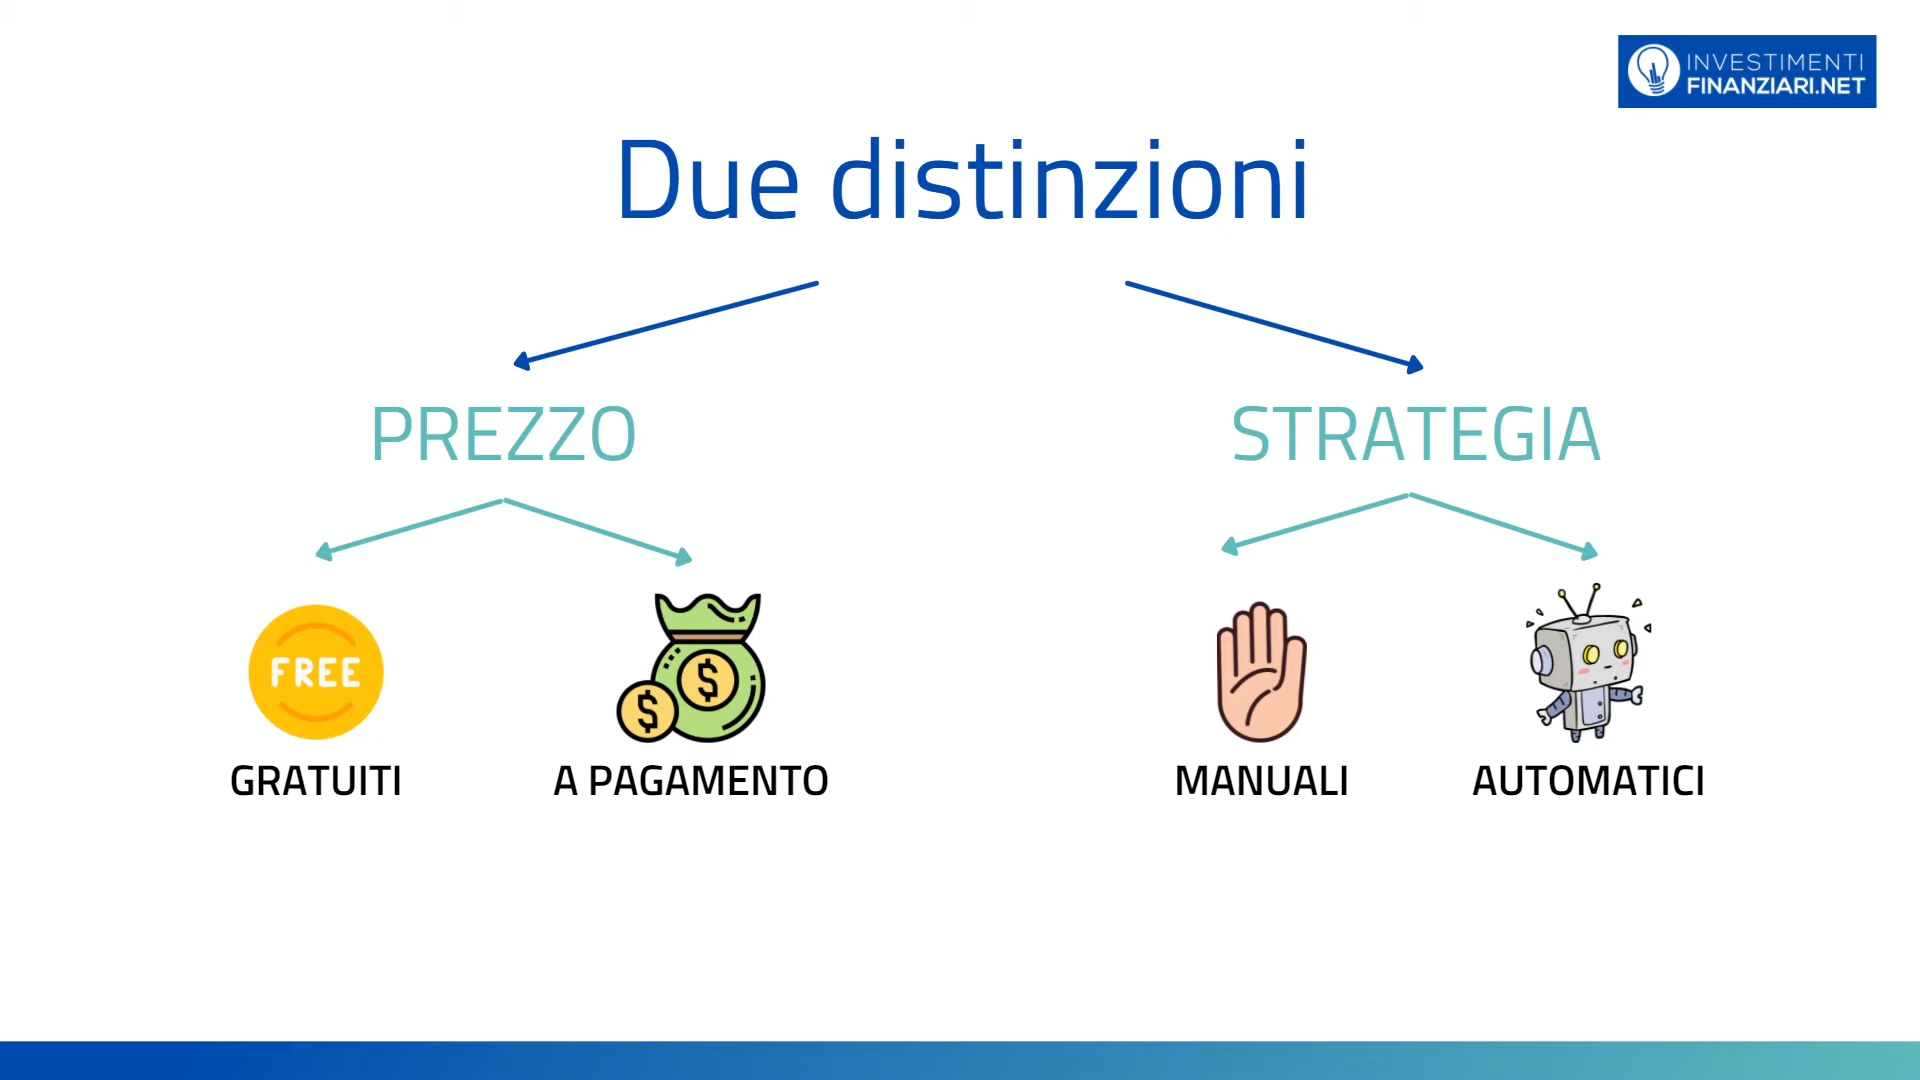 INVESTIMENTI
FINANZIARI.NET
Due distinzioni
PREZZO
STRATEGIA
FREE
$
$
GRATUITI
A PAGAMENTO
MANUALI
AUTOMATICI